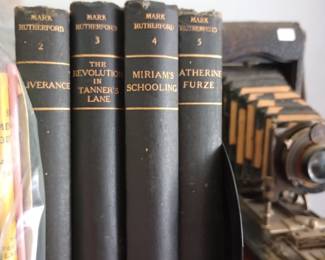 MARK
RUTHERFORD
2
LIVERANCE
MARK
RUTHERFORD
3
THE
REVOLUTION
IN
TANNER'S
LANE
MARK
RUTHERFORD
4
MIRIAM'S
SCHOOLING
MARK
RUTHERFORD
5
CATHERINE
FURZE